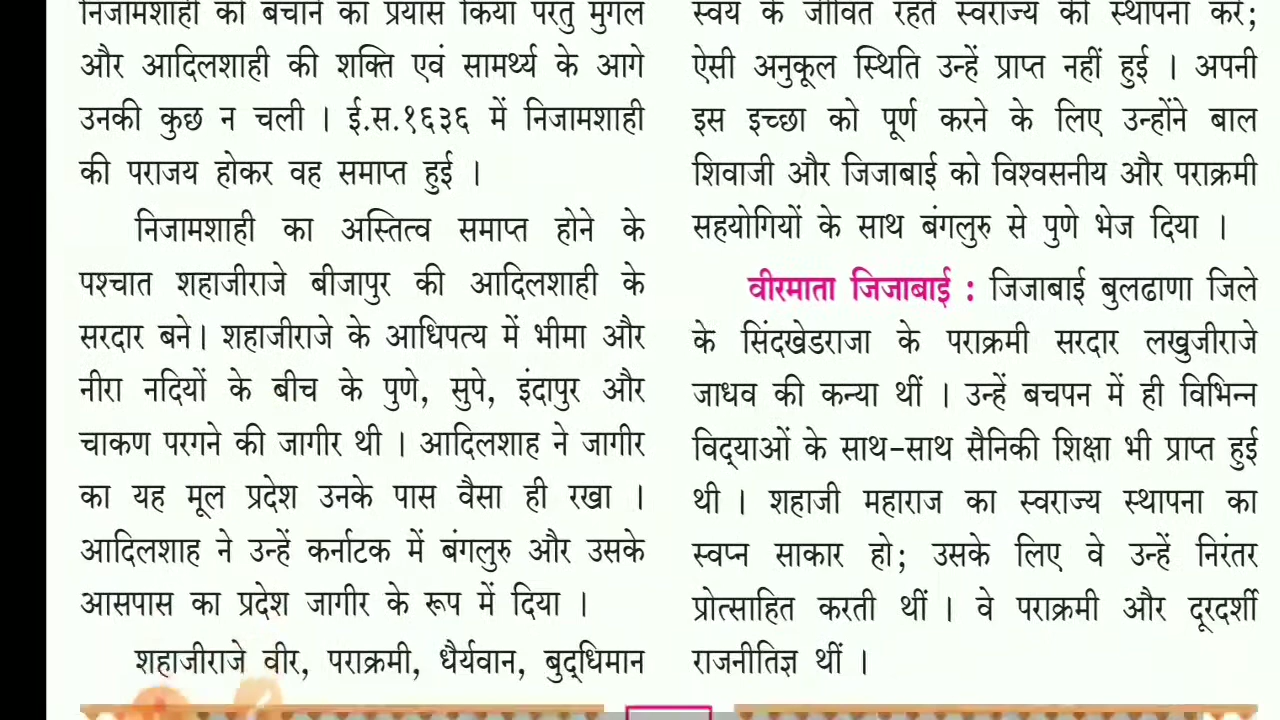 निजामशाही को बचाने का प्रयास किया परंतु मुगल
और आदिलशाही की शक्ति एवं सामर्थ्य के आगे
उनकी कुछ न चली । ई.स.१६३६ में निजामशाही
की पराजय होकर वह समाप्त हुई ।
निजामशाही का अस्तित्व समाप्त होने के
पश्चात शहाजीराजे बीजापुर की आदिलशाही के
सरदार बने। शहाजीराजे के आधिपत्य में भीमा और
नीरा नदियों के बीच के पुणे, सुपे, इंदापुर और
चाकण परगने की जागीर थी । आदिलशाह ने जागीर
का यह मूल प्रदेश उनके पास वैसा ही रखा ।
आदिलशाह ने उन्हें कर्नाटक में बंगलुरु और उसके
आसपास का प्रदेश जागीर के रूप में दिया ।
शहाजीराजे वीर, पराक्रमी, धैर्यवान, बुद्‌धिमान
स्वयं के जीवित रहते स्वराज्य की स्थापना करें;
ऐसी अनुकूल स्थिति उन्हें प्राप्त नहीं हुई । अपनी
इस इच्छा को पूर्ण करने के लिए उन्होंने बाल
शिवाजी और जिजाबाई को विश्वसनीय और पराक्रमी
सहयोगियों के साथ बंगलुरु से पुणे भेज दिया ।
वीरमाता जिजाबाई : जिजाबाई बुलढाणा जिले
के सिंदखेडराजा के पराक्रमी सरदार लखुजीराजे
जाधव की कन्या थीं । उन्हें बचपन में ही विभिन्न
विद्‌याओं के साथ-साथ सैनिकी शिक्षा भी प्राप्त हुई
थी । शहाजी महाराज का स्वराज्य स्थापना का
स्वप्न साकार हो; उसके लिए वे उन्हें निरंतर
प्रोत्साहित करती थीं । वे पराक्रमी और दूरदर्शी
राजनीतिज्ञ थीं ।